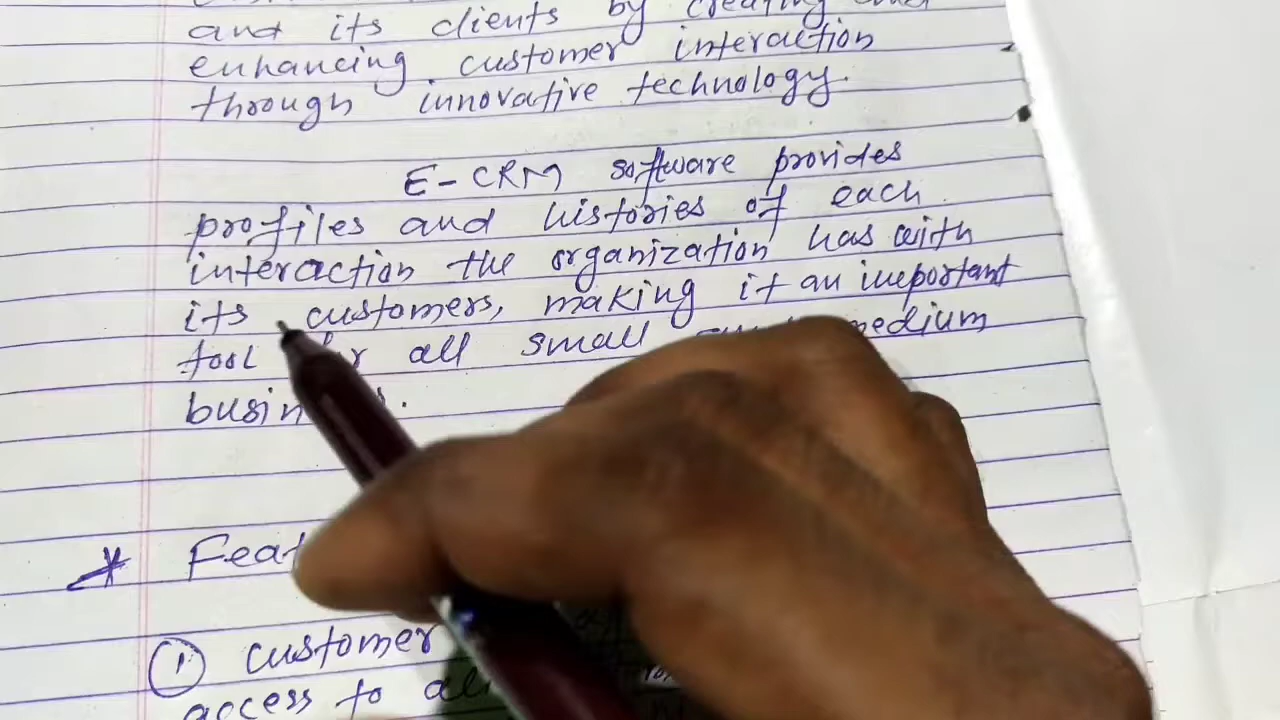 and its clients by creating and
enhancing customer interaction
through innovative technology.
E-CRM software provides
profiles and histories of each
interaction the organization has with
its customers, making it an important
tool for all small and medium
busin
* Feat
① customer
access to all